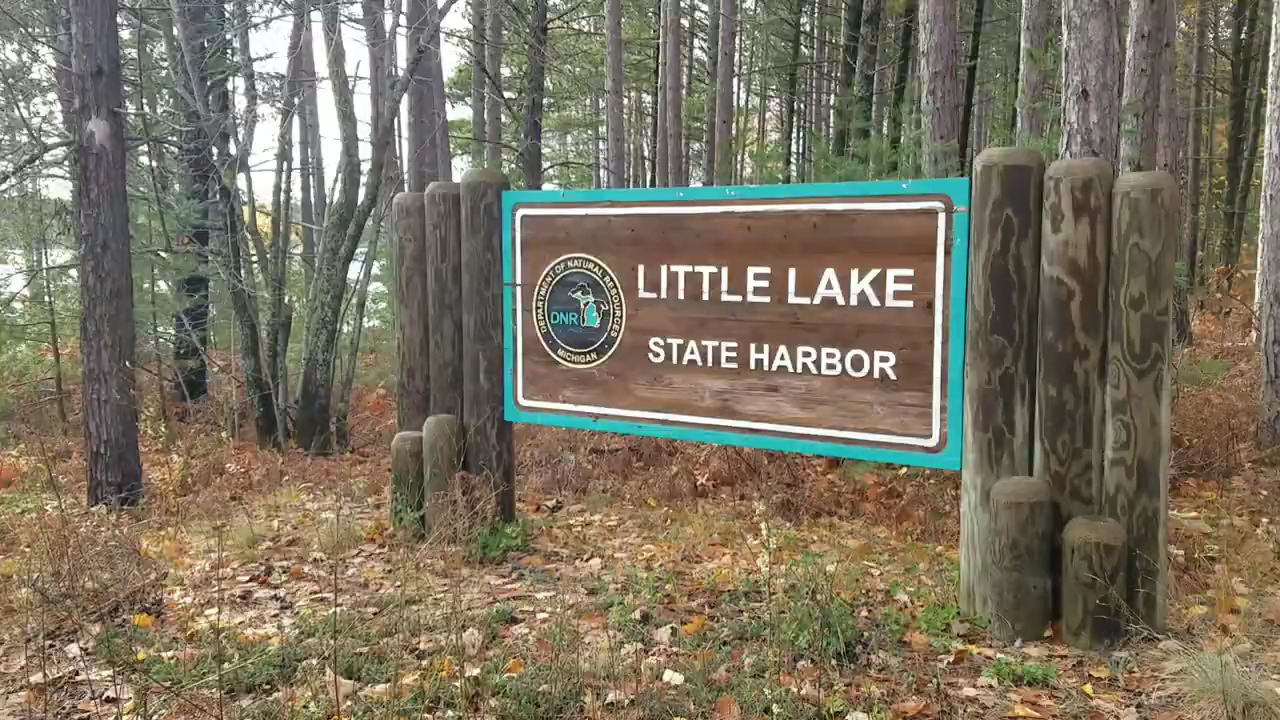 DEPARTMENT OF NATURAL RESOURCES
DNR
MICHIGAN
LITTLE LAKE
STATE HARBOR